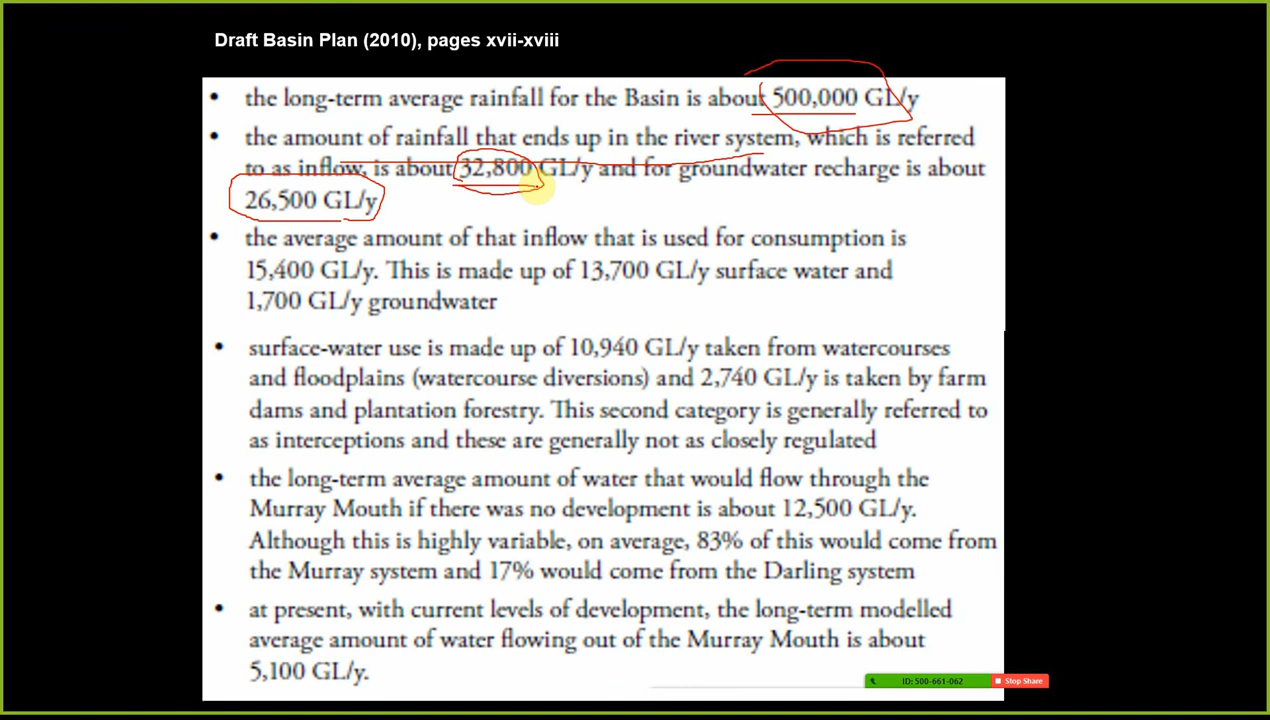 Draft Basin Plan (2010), pages xvii-xviii
• the long-term average rainfall for the Basin is about 500,000 GL/y
• the amount of rainfall that ends up in the river system, which is referred
to as inflow, is about 32,800 GL/y and for groundwater recharge is about
26,500 GL/y
• the average amount of that inflow that is used for consumption is
15,400 GL/y. This is made up of 13,700 GL/y surface water and
1,700 GL/y groundwater
• surface-water use is made up of 10,940 GL/y taken from watercourses
and floodplains (watercourse diversions) and 2,740 GL/y is taken by farm
dams and plantation forestry. This second category is generally referred to
as interceptions and these are generally not as closely regulated
• the long-term average amount of water that would flow through the
Murray Mouth if there was no development is about 12,500 GL/y.
Although this is highly variable, on average, 83% of this would come from
the Murray system and 17% would come from the Darling system
• at present, with current levels of development, the long-term modelled
average amount of water flowing out of the Murray Mouth is about
5,100 GL/y.
ID: 500-661-062 Stop Share